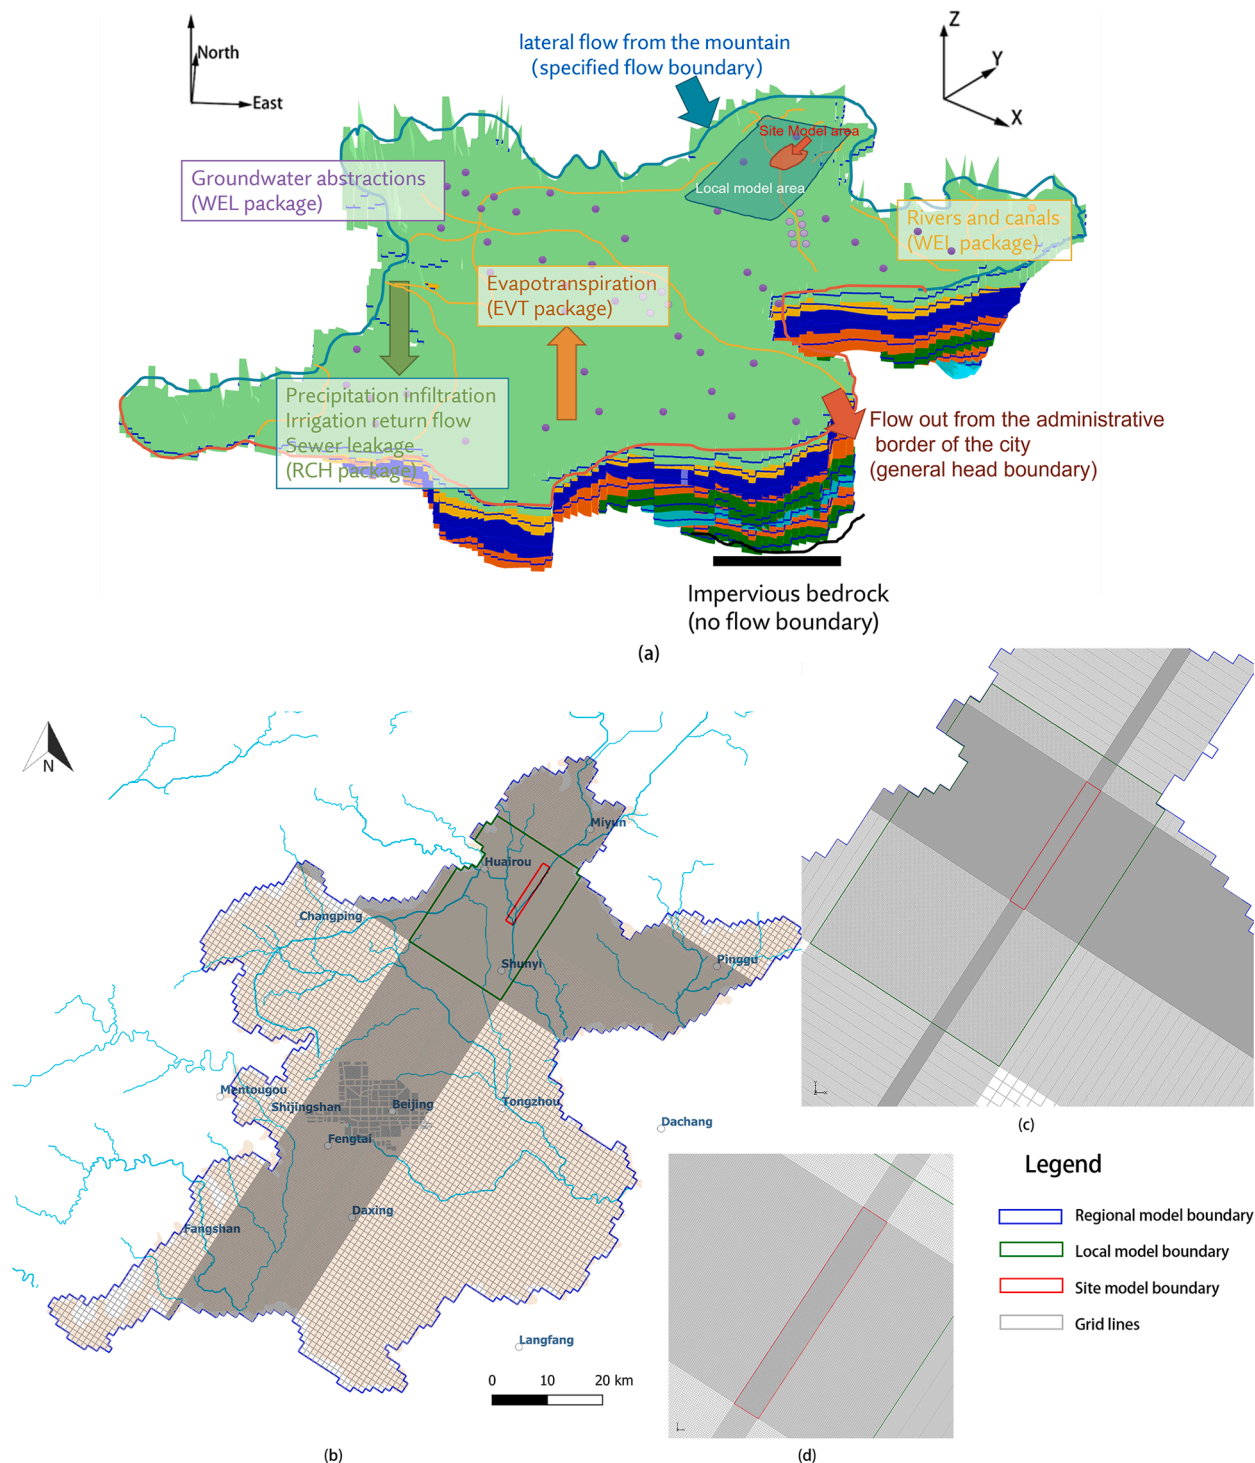 North
East
lateral flow from the mountain
(specified flow boundary)
Z
Y
X
Site Model area
Local model area
Groundwater abstractions
(WEL package)
Rivers and canals
(WEL package)
Evapotranspiration
(EVT package)
Precipitation infiltration
Irrigation return flow
Sewer leakage
(RCH package)
Flow out from the administrative
border of the city
(general head boundary)
Impervious bedrock
(no flow boundary)
(a)
N
Miyun
Huairou
Changping
Shunyi
Pinggu
Mentougou
Shijingshan
Beijing
Tongzhou
Fengtai
Dachang
Daxing
Fangshan
Langfang
0 10 20 km
(b)
(c)
(d)
Legend
Regional model boundary
Local model boundary
Site model boundary
Grid lines